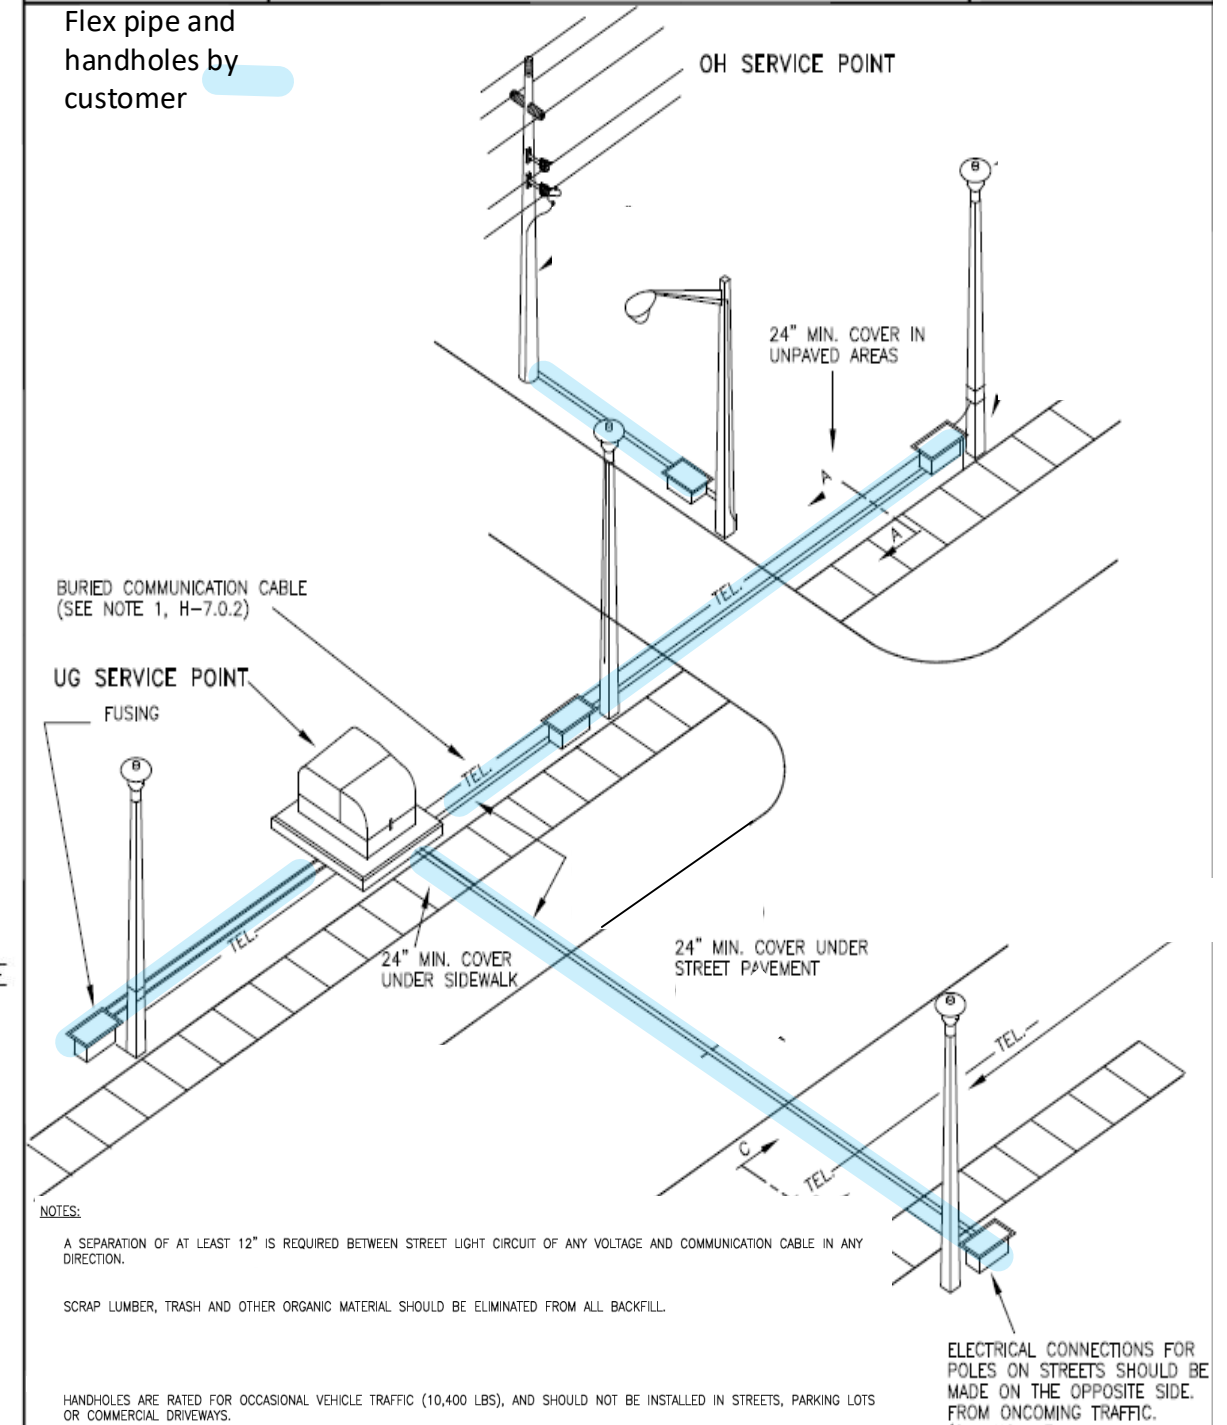 Flex pipe and
handholes by
customer
OH SERVICE POINT
24" MIN. COVER IN
UNPAVED AREAS
A
A
TEL.
BURIED COMMUNICATION CABLE
(SEE NOTE 1, H-7.0.2)
UG SERVICE POINT
FUSING
TEL.
TEL.
24" MIN. COVER
UNDER SIDEWALK
24" MIN. COVER UNDER
STREET PAVEMENT
TEL.
C
TEL.
NOTES:
A SEPARATION OF AT LEAST 12" IS REQUIRED BETWEEN STREET LIGHT CIRCUIT OF ANY VOLTAGE AND COMMUNICATION CABLE IN ANY
DIRECTION.
SCRAP LUMBER, TRASH AND OTHER ORGANIC MATERIAL SHOULD BE ELIMINATED FROM ALL BACKFILL.
HANDHOLES ARE RATED FOR OCCASIONAL VEHICLE TRAFFIC (10,400 LBS), AND SHOULD NOT BE INSTALLED IN STREETS, PARKING LOTS
OR COMMERCIAL DRIVEWAYS.
ELECTRICAL CONNECTIONS FOR
POLES ON STREETS SHOULD BE
MADE ON THE OPPOSITE SIDE.
FROM ONCOMING TRAFFIC.